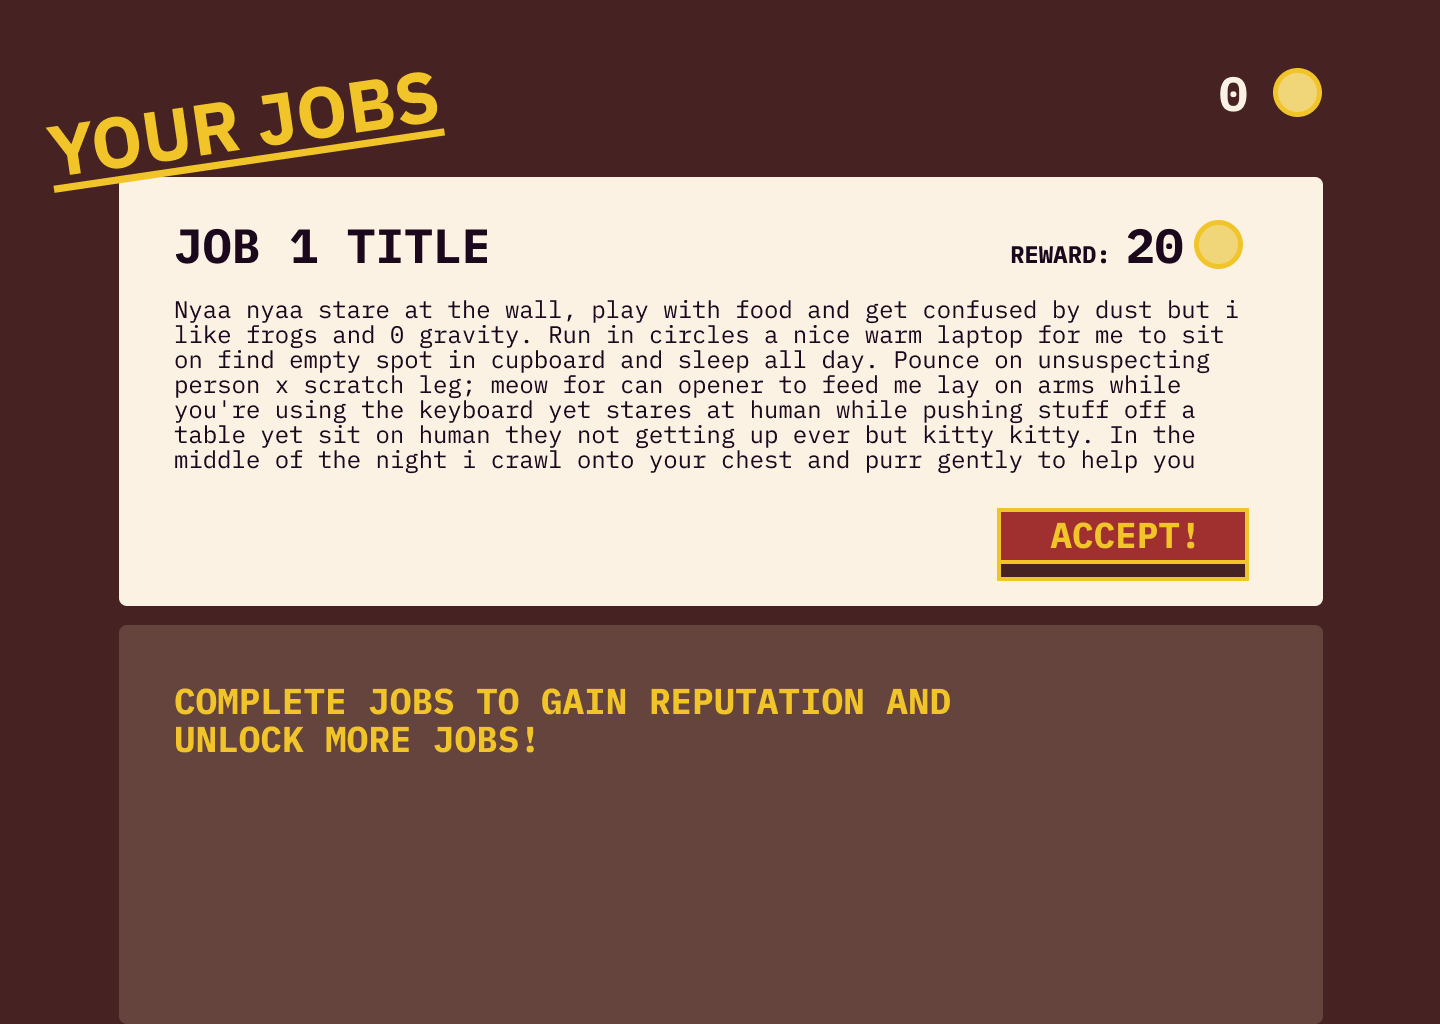 YOUR JOBS
0
JOB 1 TITLE
REWARD: 20
Nyaa nyaa stare at the wall, play with food and get confused by dust but i
like frogs and 0 gravity. Run in circles a nice warm laptop for me to sit
on find empty spot in cupboard and sleep all day. Pounce on unsuspecting
person x scratch leg; meow for can opener to feed me lay on arms while
you're using the keyboard yet stares at human while pushing stuff off a
table yet sit on human they not getting up ever but kitty kitty. In the
middle of the night i crawl onto your chest and purr gently to help you
ACCEPT!
COMPLETE JOBS TO GAIN REPUTATION AND
UNLOCK MORE JOBS!